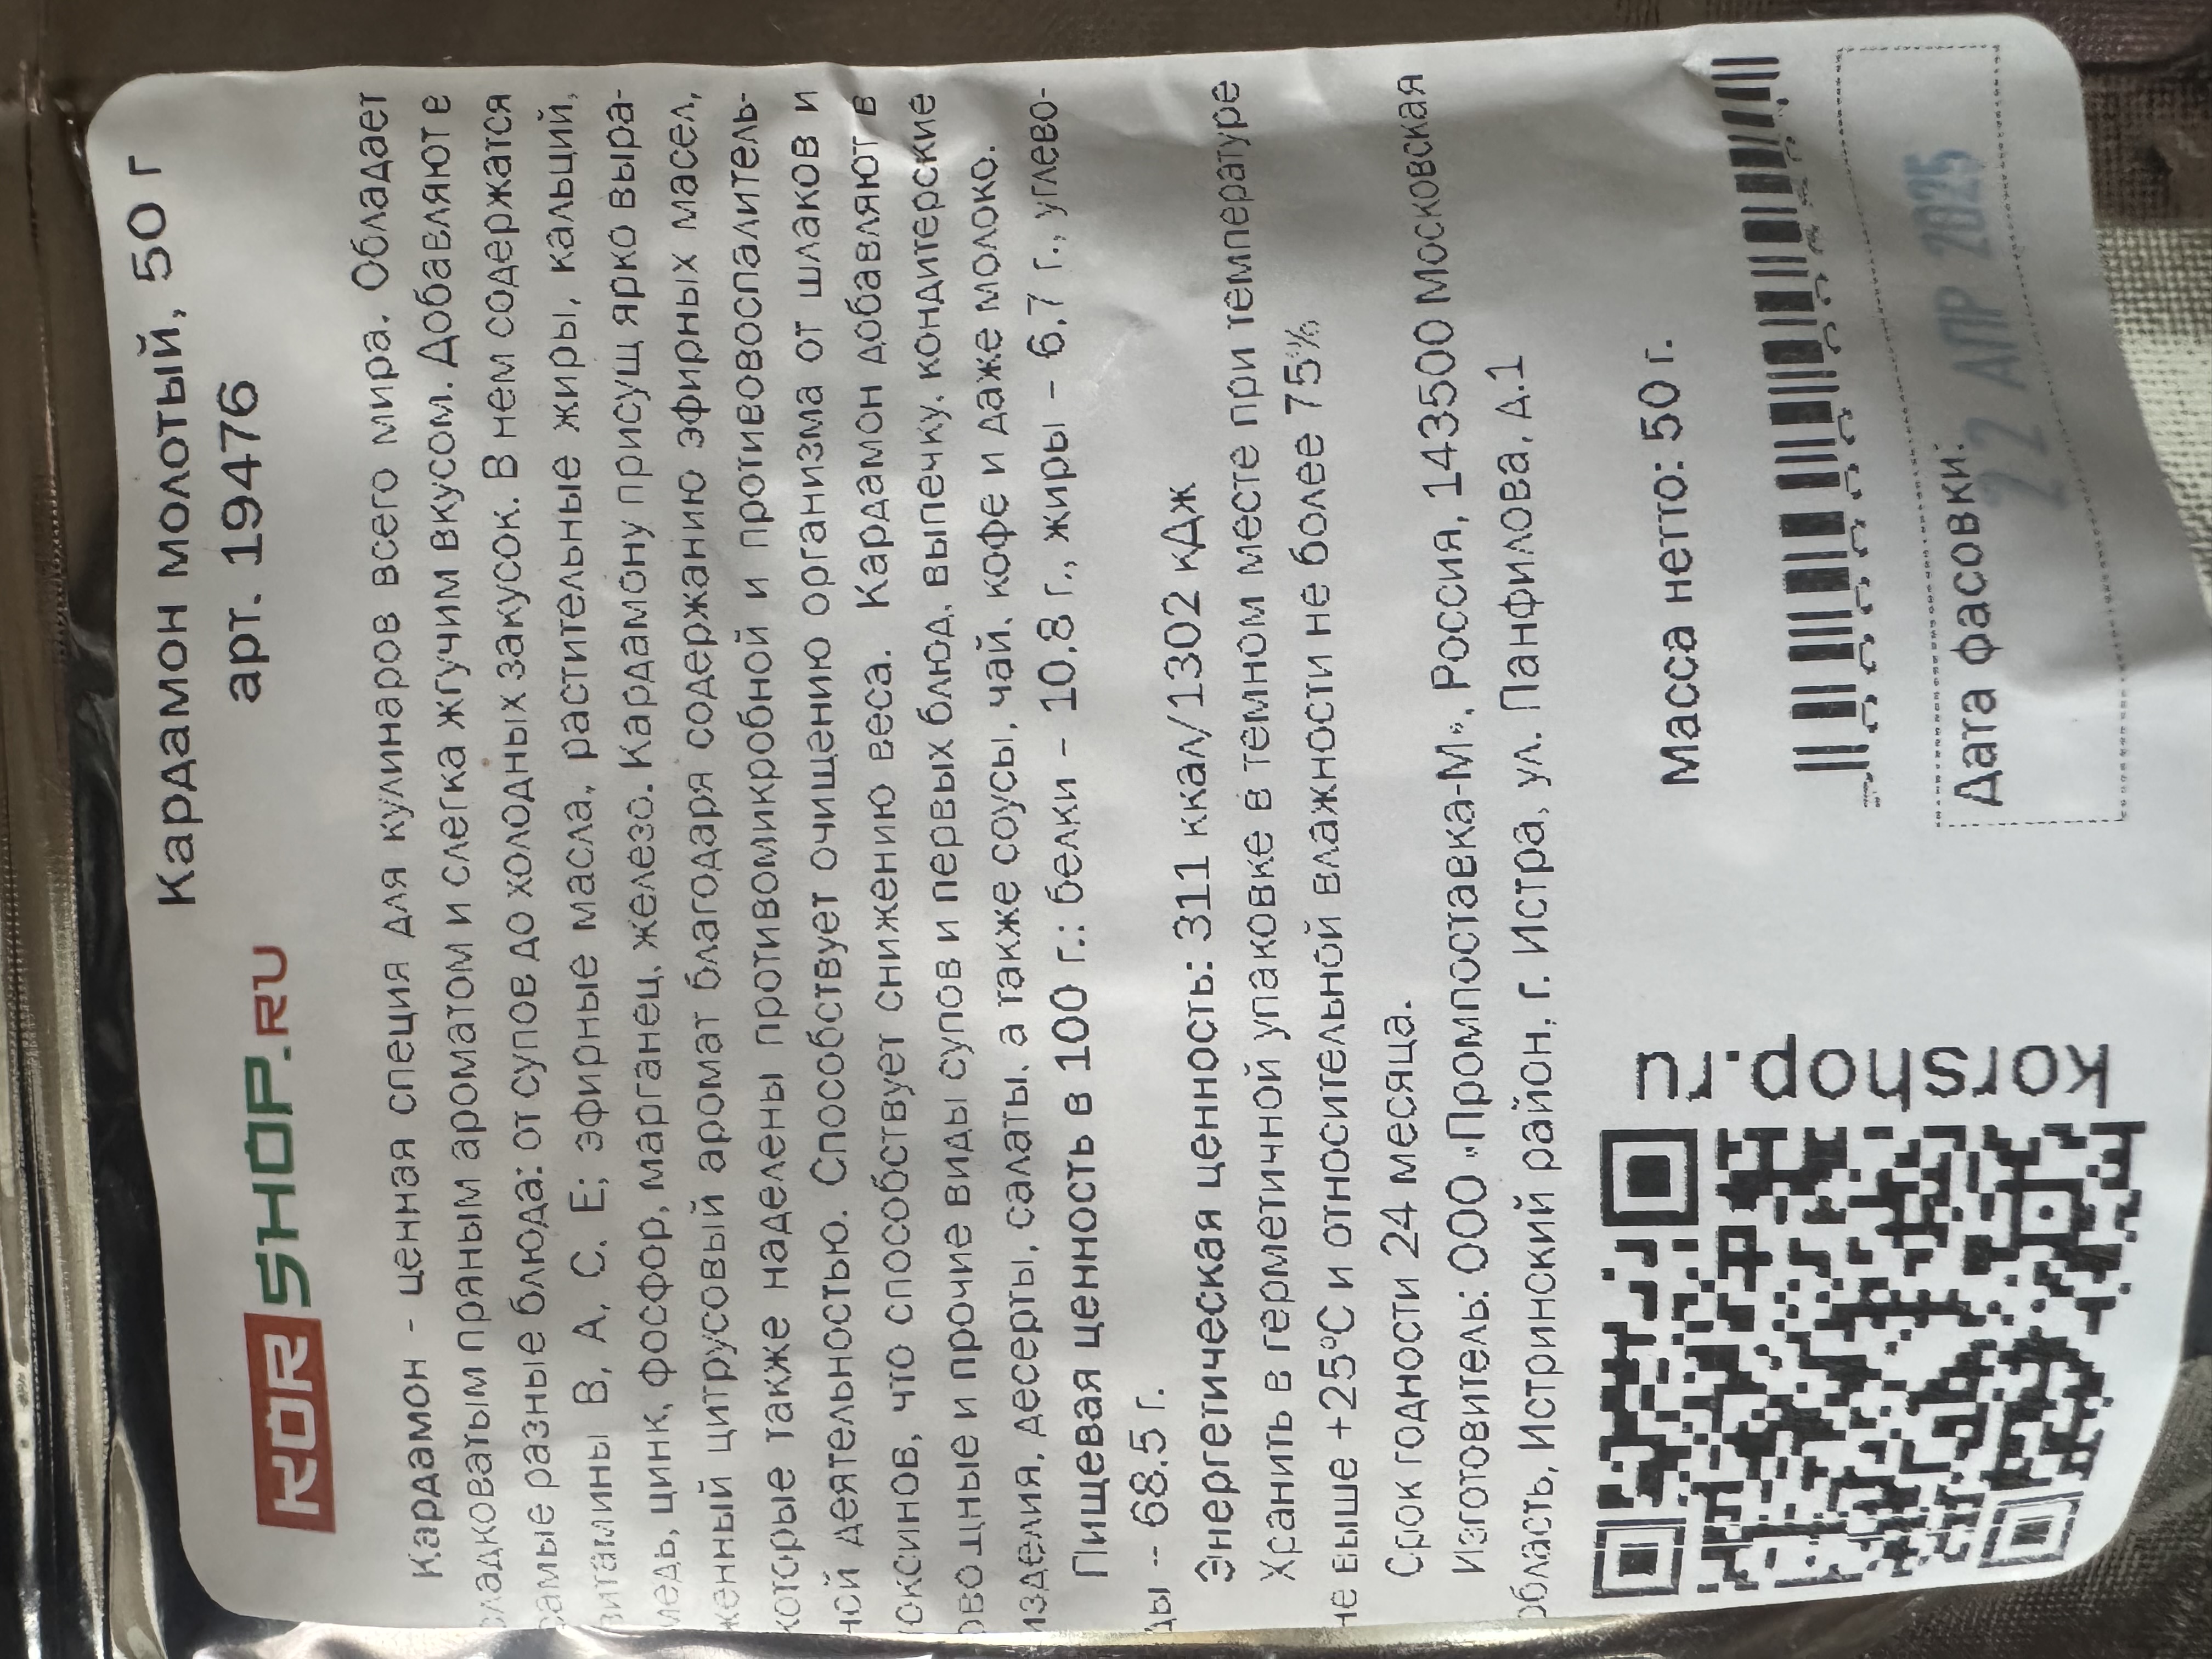 KORSHOP.RU
Кардамон молотый, 50 г
арт. 19476
Кардамон - ценная специя для кулинаров всего мира. Обладает
сладковатым пряным ароматом и слегка жгучим вкусом. Добавляют е
самые разные блюда: от супов до холодных закусок. В нем содержатся
витамины B, A, C, E; эфирные масла, растительные жиры, кальций,
медь, цинк, фосфор, марганец, железо. Кардамону присущ ярко выра-
женный цитрусовый аромат благодаря содержанию эфирных масел,
которые также наделены противомикробной и противовоспалитель-
ной деятельностью. Способствует очищению организма от шлаков и
токсинов, что способствует снижению веса. Кардамон добавляют в
овощные и прочие виды супов и первых блюд, выпечку, кондитерские
изделия, десерты, салаты, а также соусы, чай, кофе и даже молоко.
Пищевая ценность в 100 г.: белки – 10,8 г., жиры – 6,7 г., углево-
ды – 68.5 г.
Энергетическая ценность: 311 ккал/1302 кДж
Хранить в герметичной упаковке в темном месте при температуре
не выше +25°С и относительной влажности не более 75%
Срок годности 24 месяца.
Изготовитель: ООО «Промпоставка-М», Россия, 143500 Московская
область, Истринский район, г. Истра, ул. Панфилова, д.1
Масса нетто: 50 г.
korshop.r
u
Дата фасовки:
22 АПР 2025